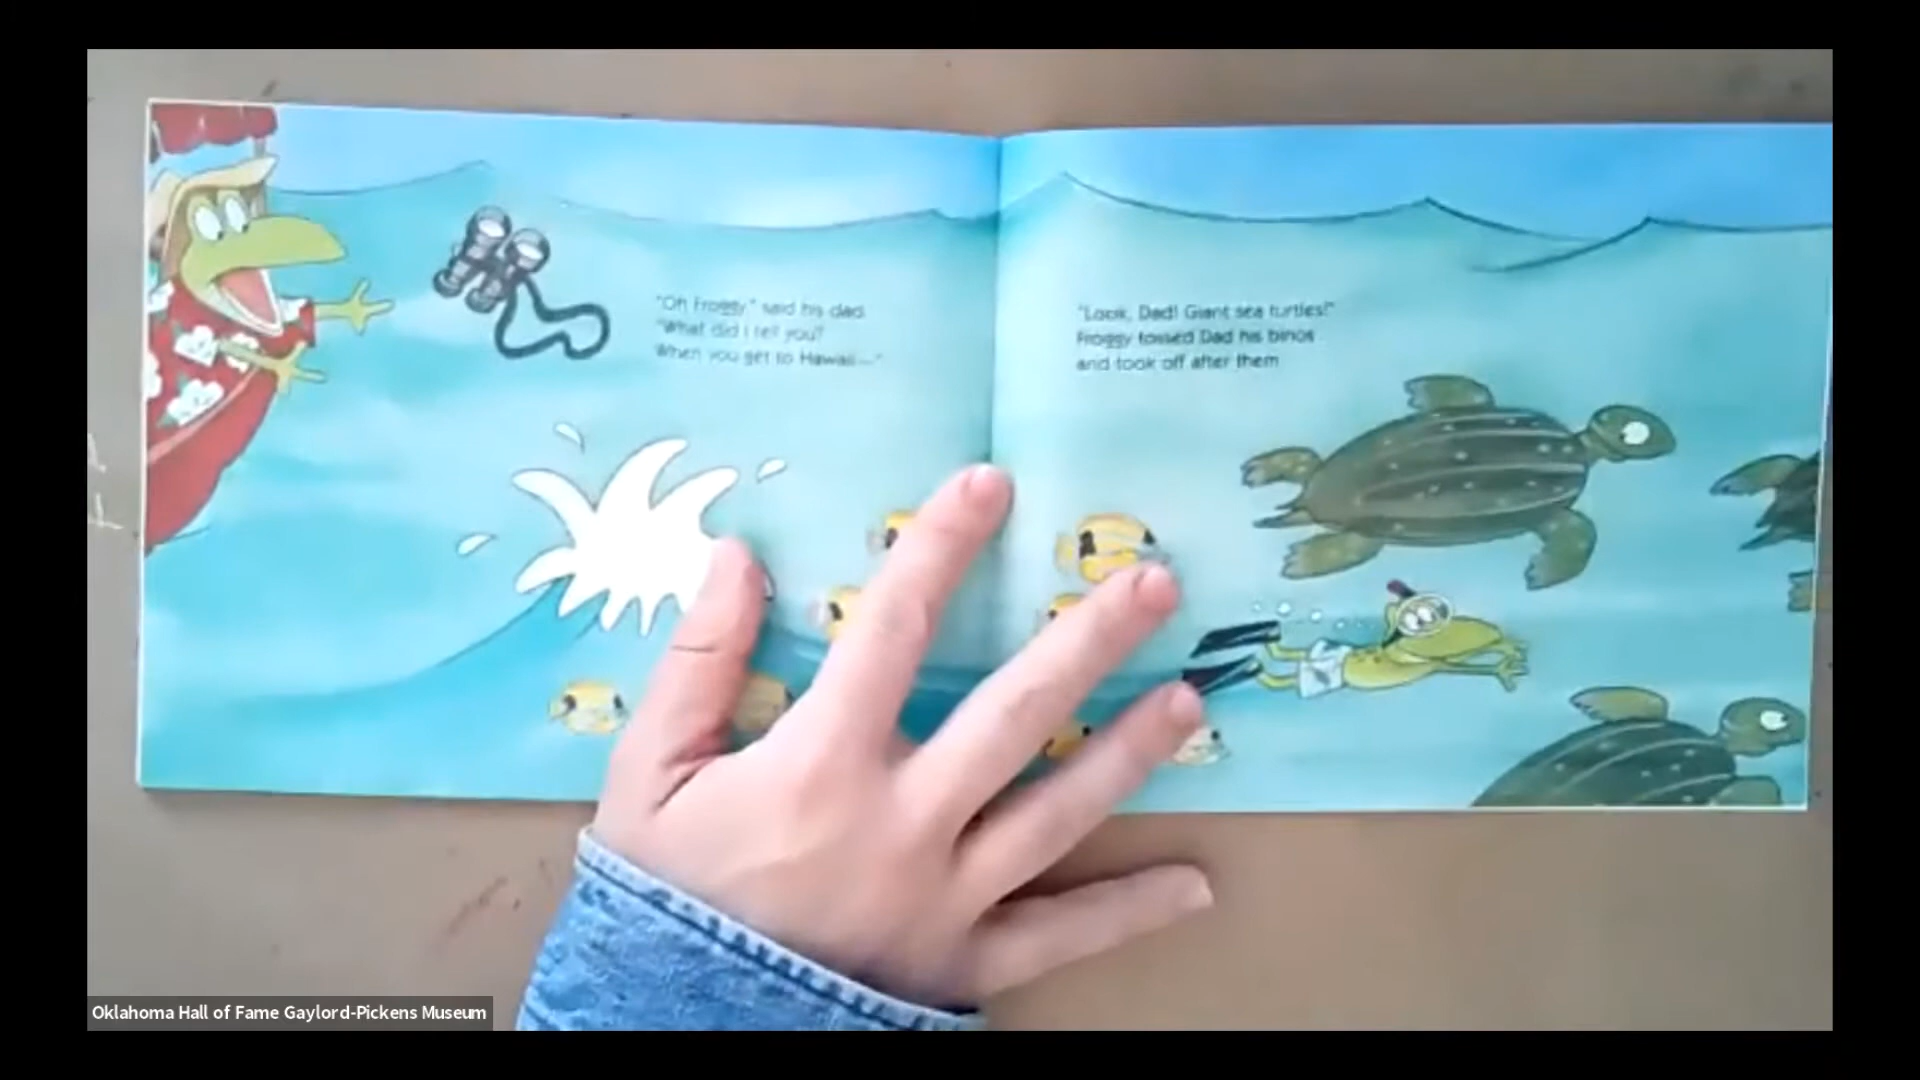 "Oh Froggy," said his dad.
"What did I tell you?
When you get to Hawaii—"
"Look, Dad! Giant sea turtles!"
Froggy tossed Dad his binos
and took off after them
Oklahoma Hall of Fame Gaylord-Pickens Museum